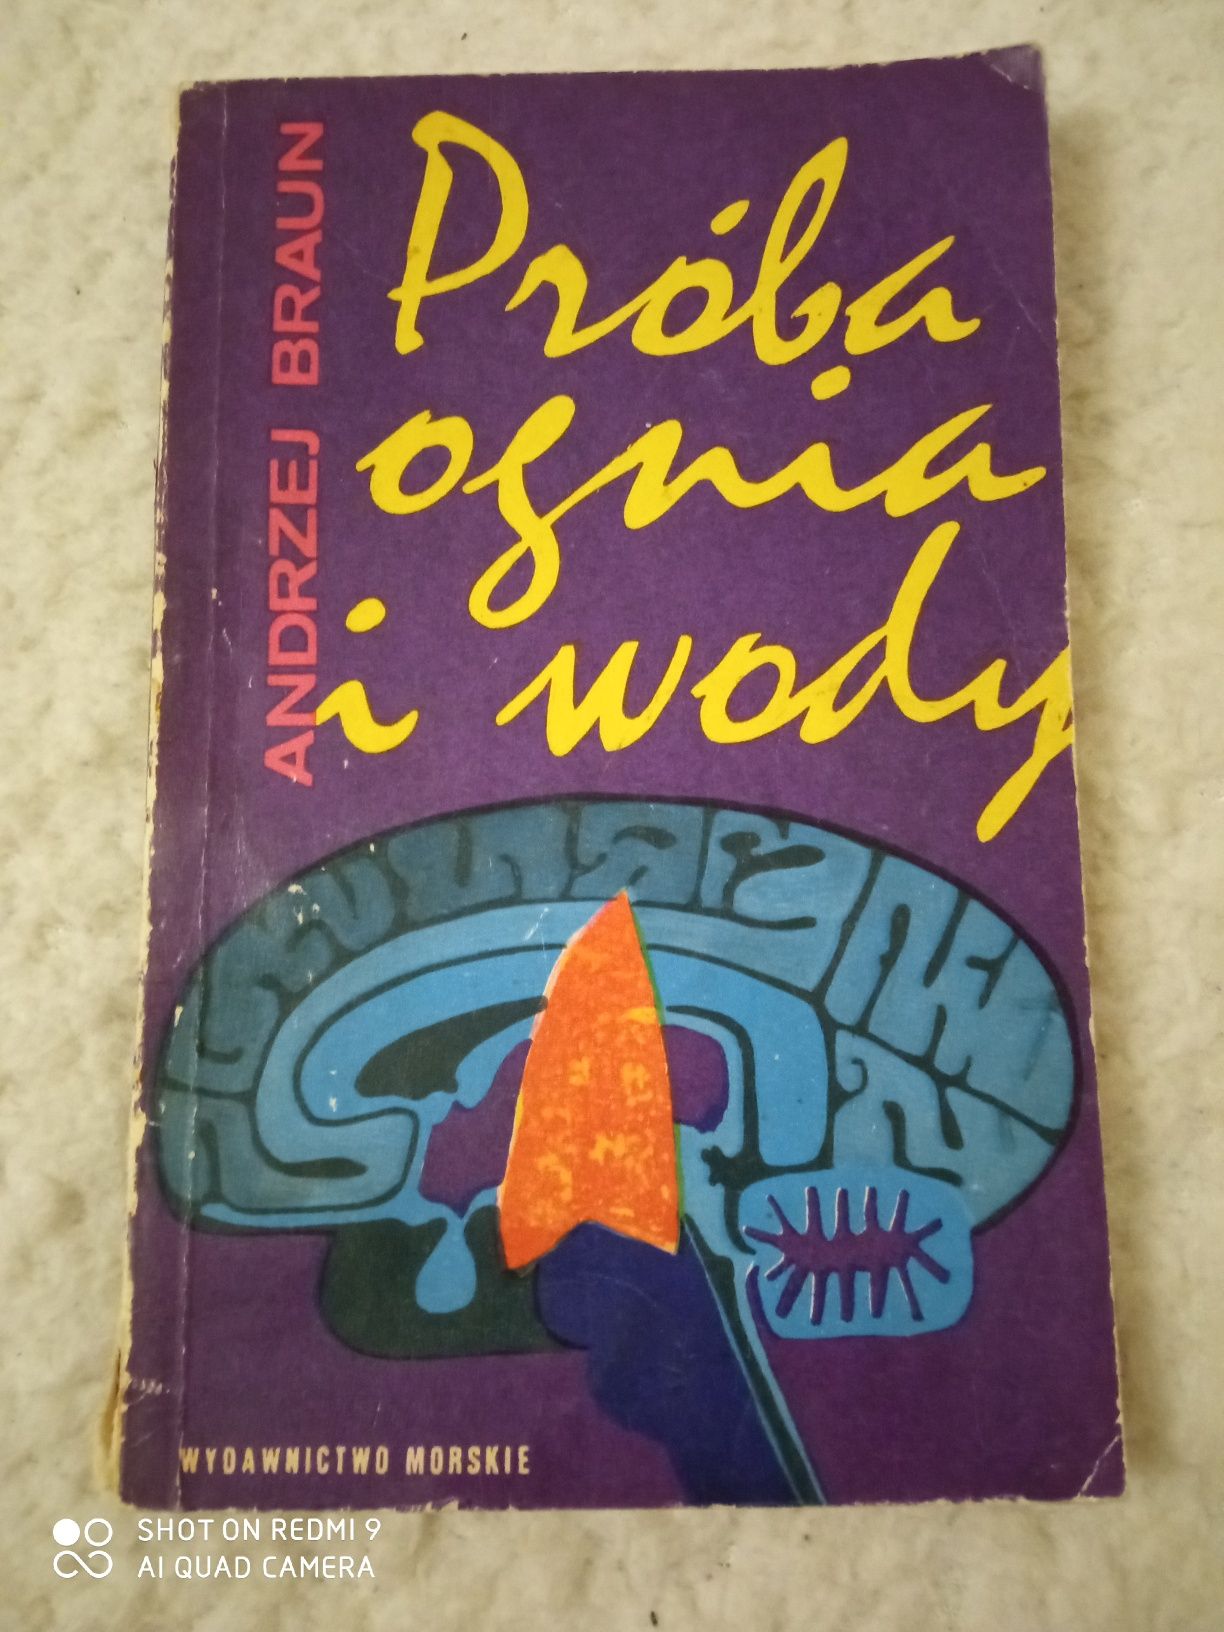 ANDRZEJ BRAUN
Próba
ognia
i wody
WYDAWNICTWO MORSKIE
SHOT ON REDMI 9
AI QUAD CAMERA